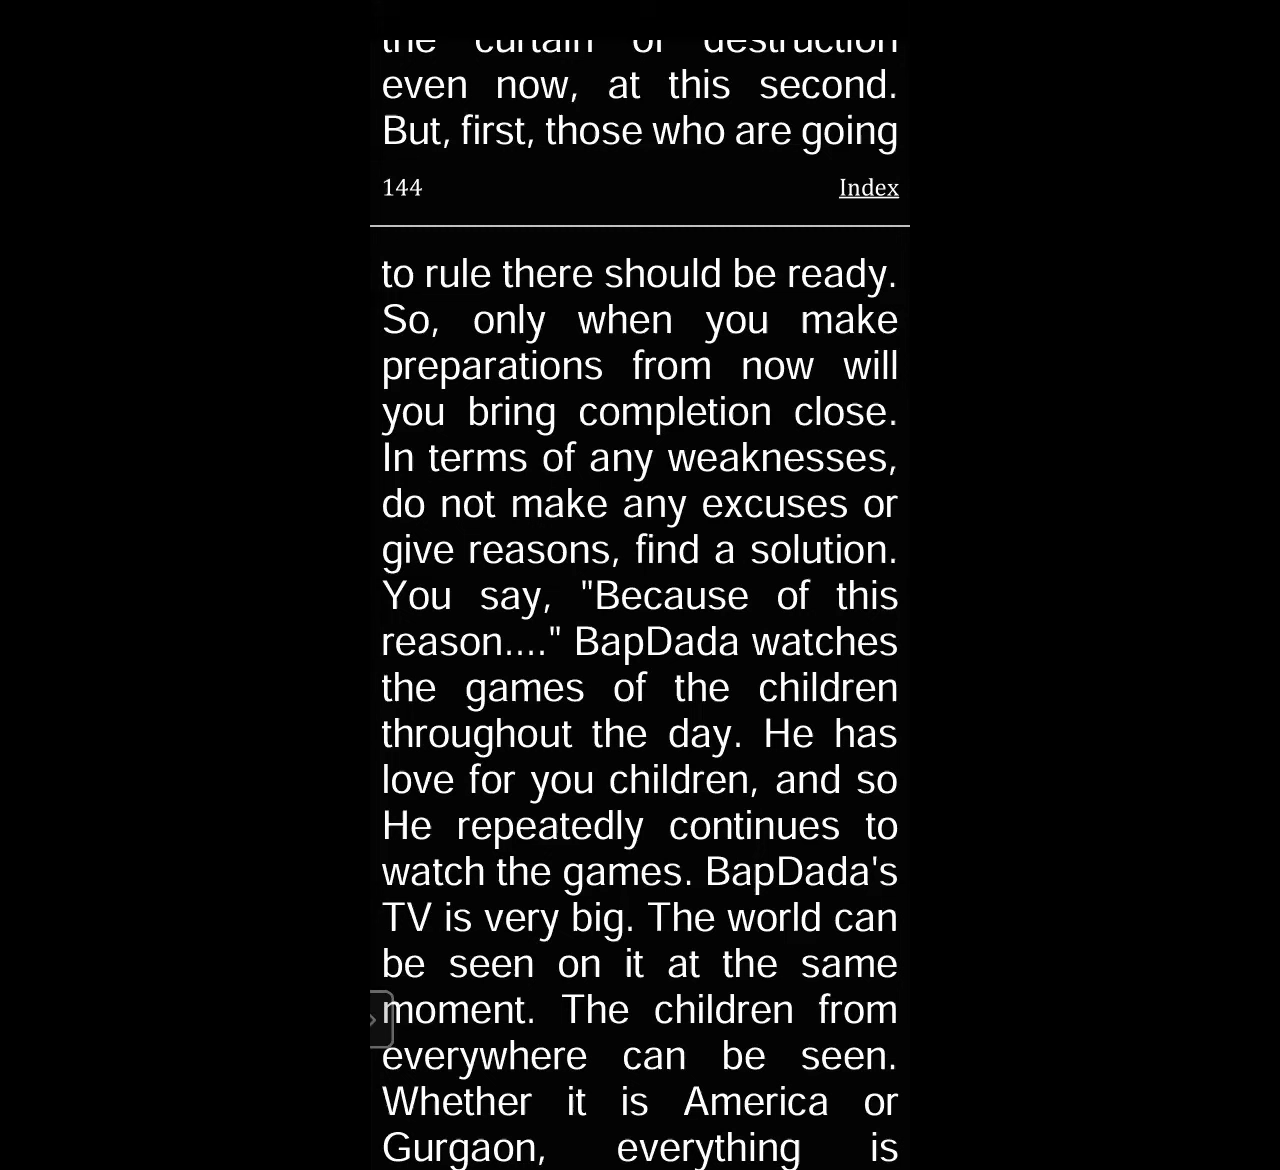 the curtain of destruction
even now, at this second.
But, first, those who are going
144 Index
to rule there should be ready.
So, only when you make
preparations from now will
you bring completion close.
In terms of any weaknesses,
do not make any excuses or
give reasons, find a solution.
You say, "Because of this
reason...." BapDada watches
the games of the children
throughout the day. He has
love for you children, and so
He repeatedly continues to
watch the games. BapDada's
TV is very big. The world can
be seen on it at the same
moment. The children from
everywhere can be seen.
Whether it is America or
Gurgaon, everything is